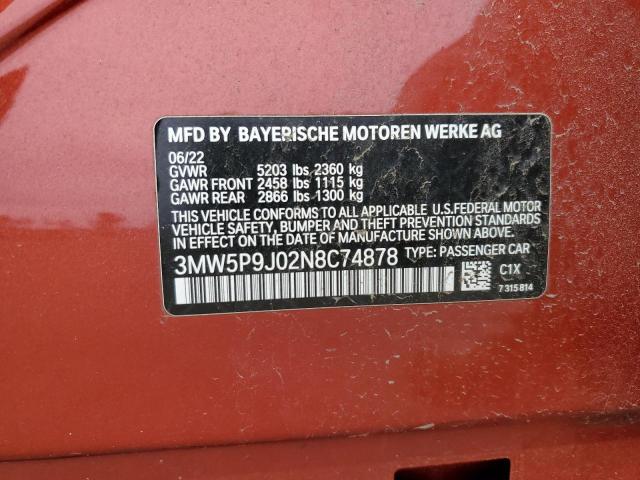 MFD BY BAYERISCHE MOTOREN WERKE AG
06/22
GVWR 5203 lbs 2360 kg
GAWR FRONT 2458 lbs 1115 kg
GAWR REAR 2866 lbs 1300 kg
THIS VEHICLE CONFORMS TO ALL APPLICABLE U.S.FEDERAL MOTOR
VEHICLE SAFETY, BUMPER, AND THEFT PREVENTION STANDARDS
IN EFFECT ON THE DATE OF MANUFACTURE SHOWN ABOVE.
3MW5P9J02N8C74878 TYPE: PASSENGER CAR
C1X
7 315 814